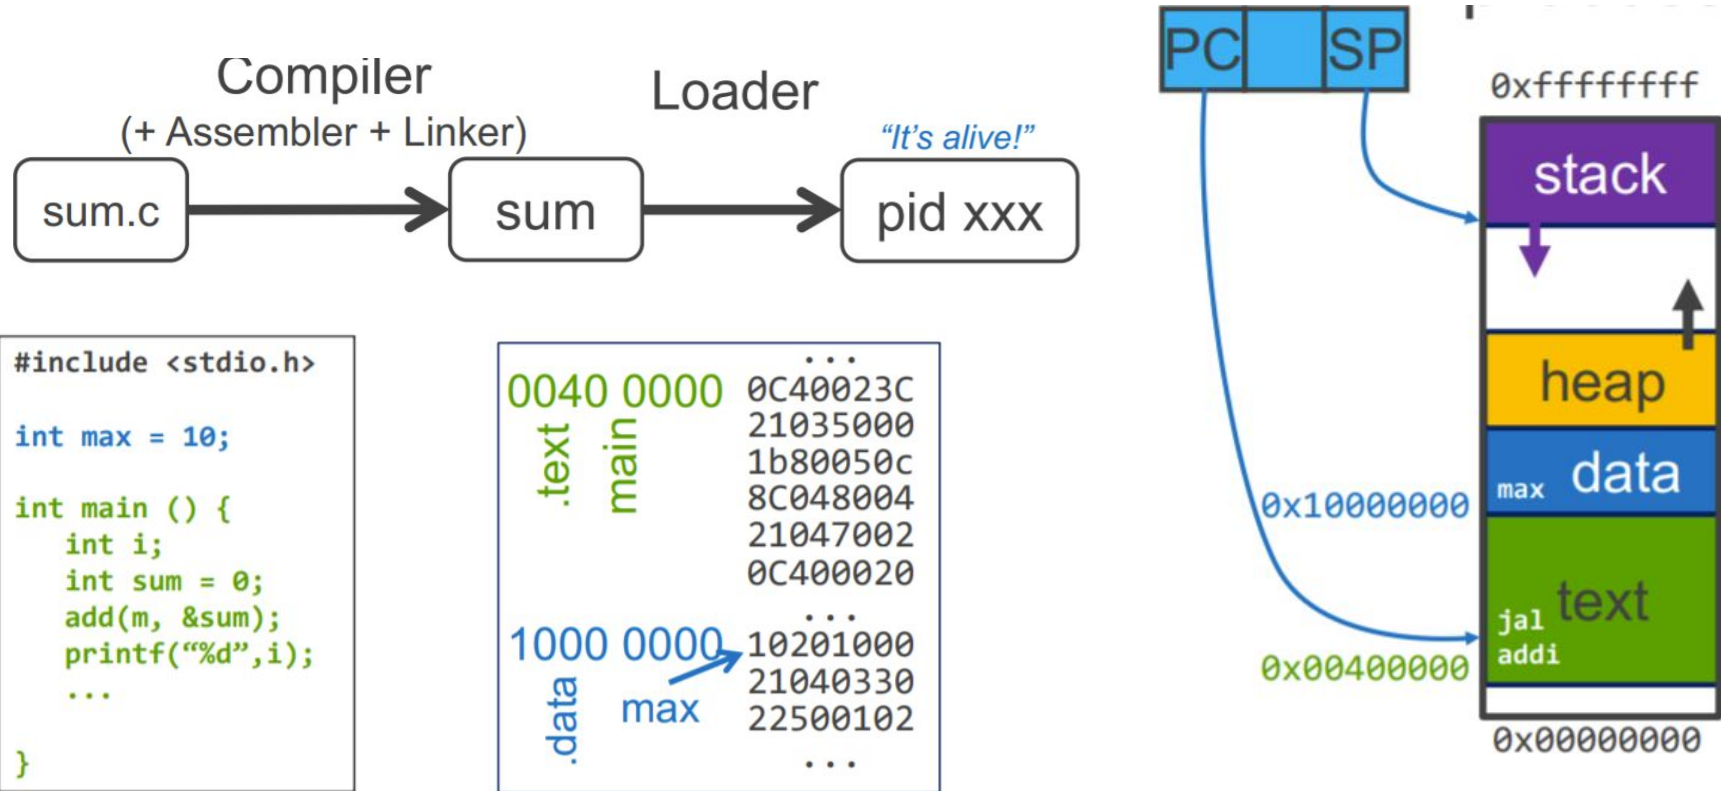 Compiler
(+ Assembler + Linker)
Loader
“It’s alive!”
sum.c
sum
pid xxx
#include <stdio.h>
int max = 10;
int main () {
int i;
int sum = 0;
add(m, &sum);
printf(“%d”,i);
...
}
...
0040 0000
.text
main
0C40023C
21035000
1b80050c
8C048004
21047002
0C400020
...
1000 0000
.data
max
10201000
21040330
22500102
...
PC
SP
0xffffffff
stack
heap
max data
0x10000000
text
jal
addi
0x00400000
0x00000000